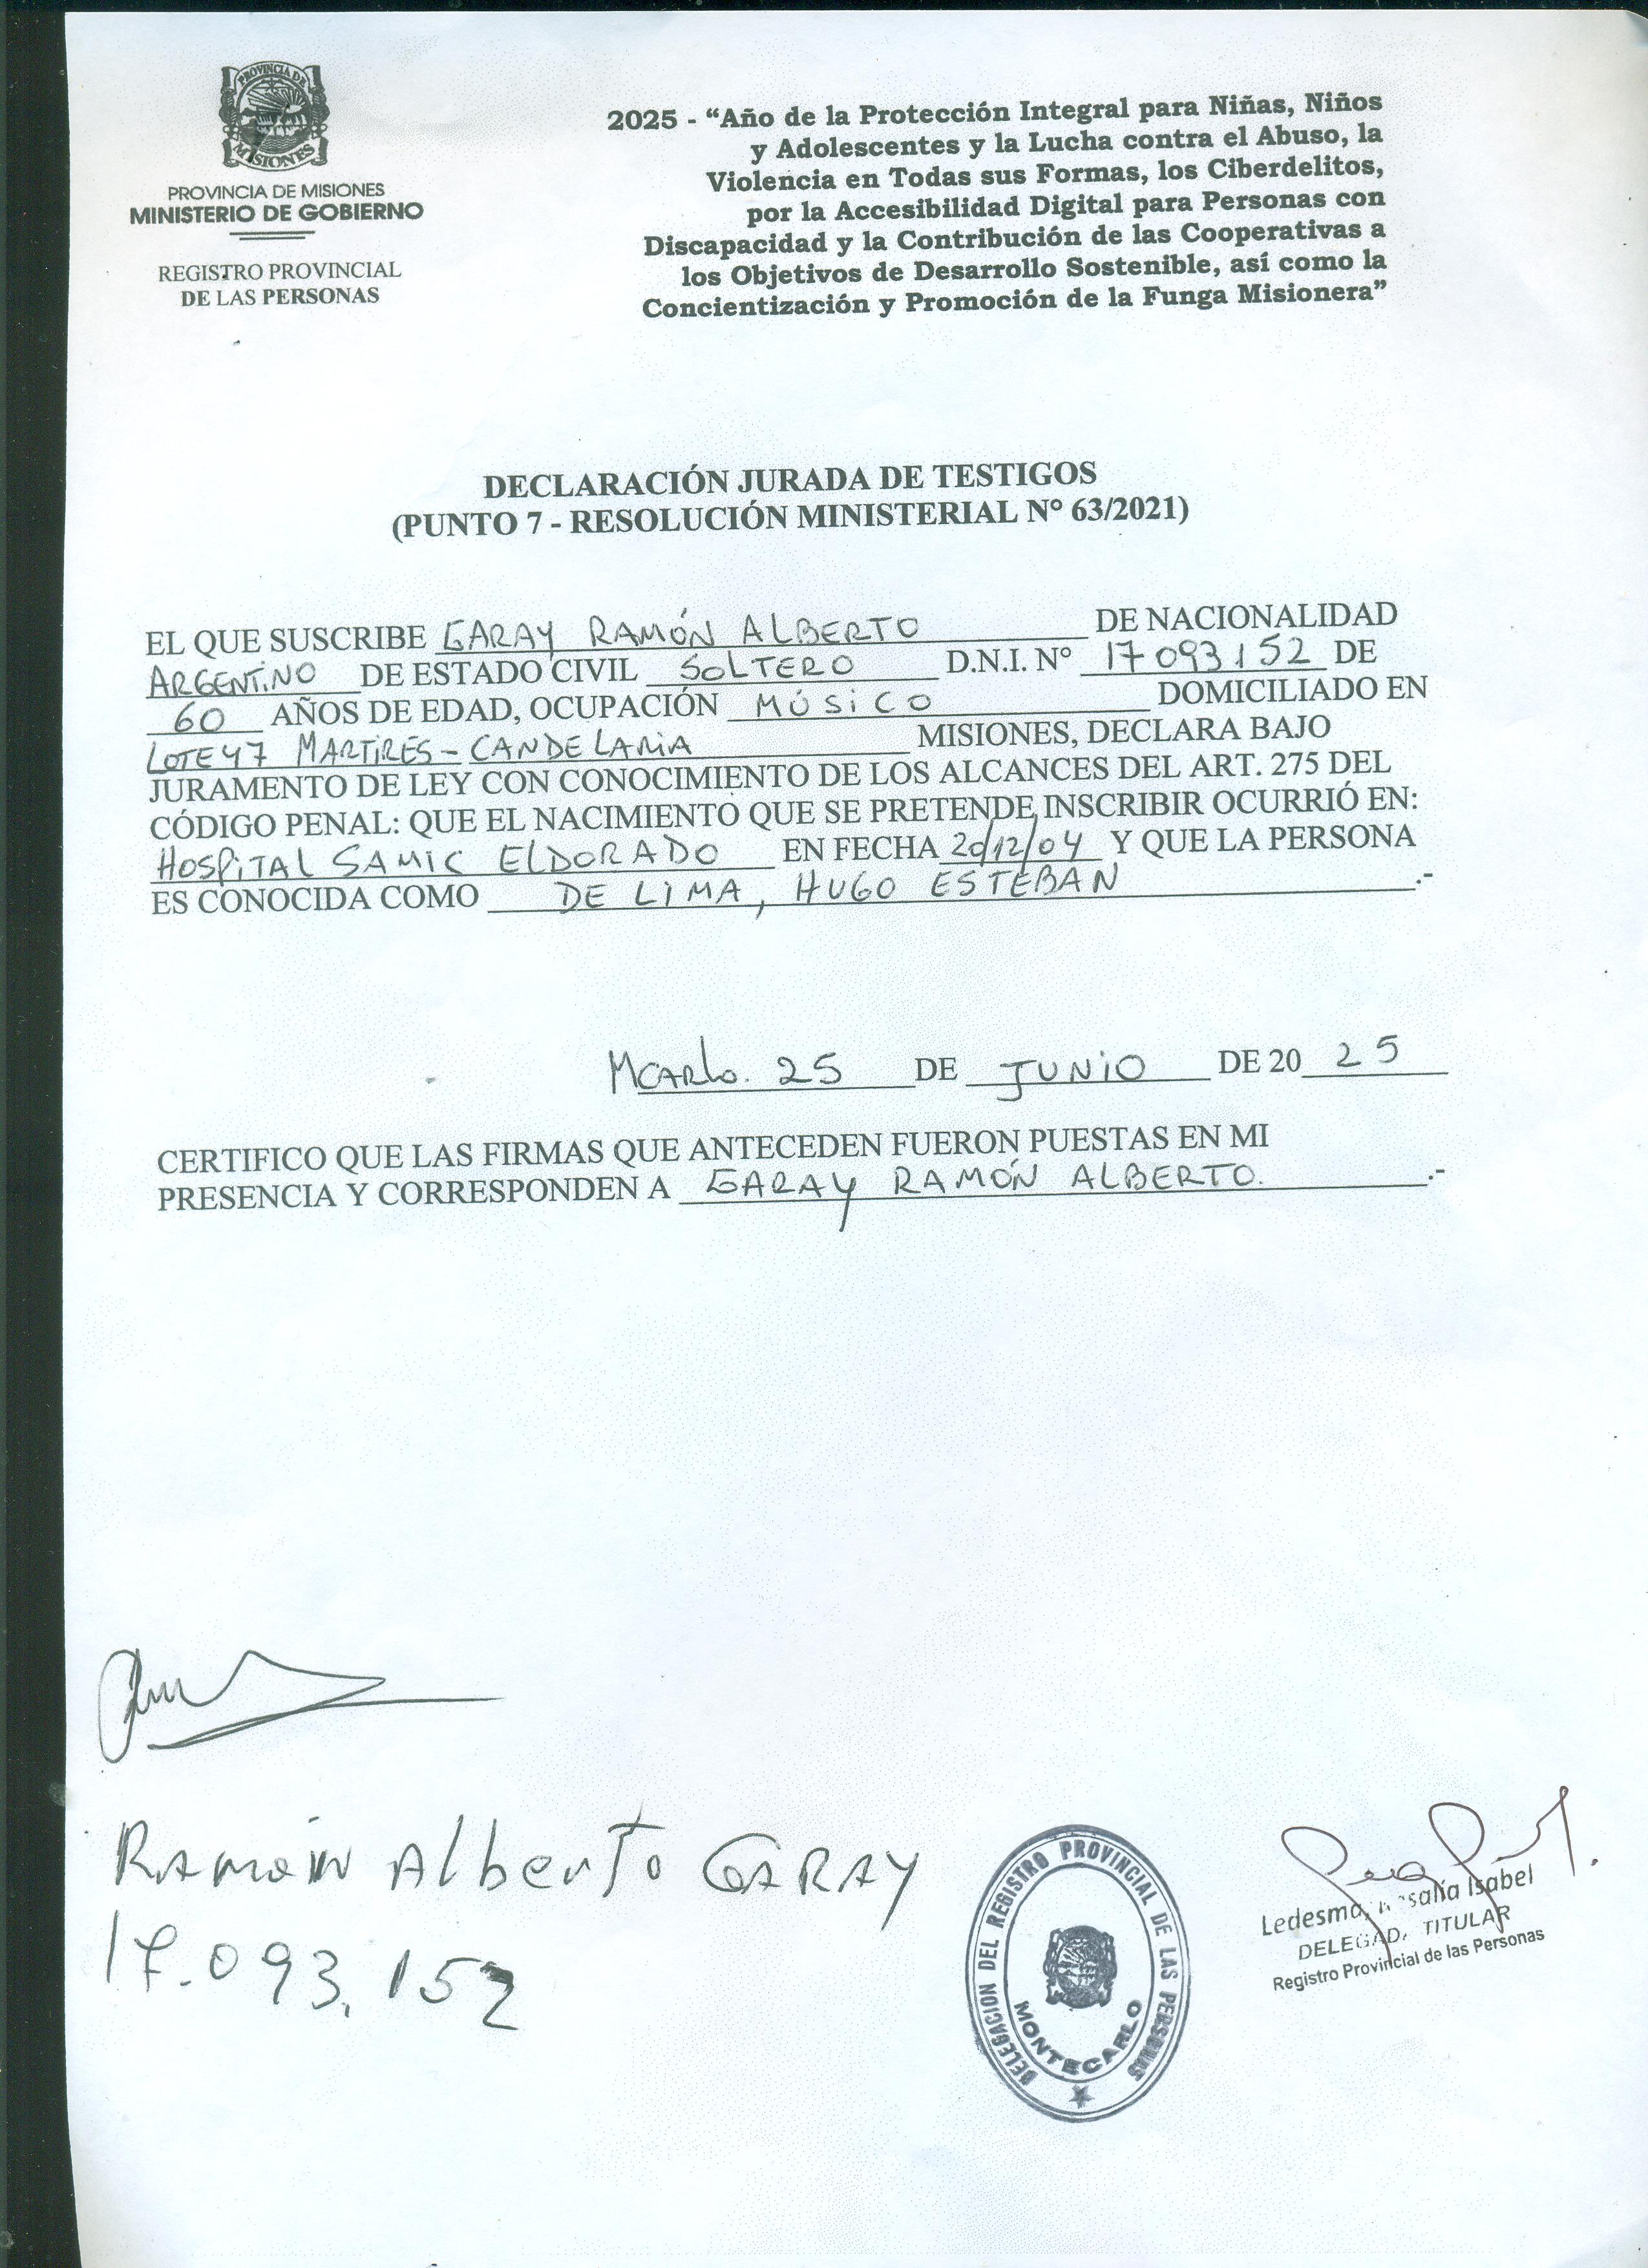 PROVINCIA DE
MISIONES
PROVINCIA DE MISIONES
MINISTERIO DE GOBIERNO
REGISTRO PROVINCIAL
DE LAS PERSONAS
2025 - “Año de la Protección Integral para Niñas, Niños
y Adolescentes y la Lucha contra el Abuso, la
Violencia en Todas sus Formas, los Ciberdelitos,
por la Accesibilidad Digital para Personas con
Discapacidad y la Contribución de las Cooperativas a
los Objetivos de Desarrollo Sostenible, así como la
Concientización y Promoción de la Funga Misionera”
DECLARACIÓN JURADA DE TESTIGOS
(PUNTO 7 - RESOLUCIÓN MINISTERIAL N° 63/2021)
EL QUE SUSCRIBE GARAY RAMÓN ALBERTO DE NACIONALIDAD
ARGENTINO DE ESTADO CIVIL SOLTERO D.N.I. N° 17 093 152 DE
60 AÑOS DE EDAD, OCUPACIÓN MÚSICO DOMICILIADO EN
LOTE 47 MARTIRES - CANDELARIA MISIONES, DECLARA BAJO
JURAMENTO DE LEY CON CONOCIMIENTO DE LOS ALCANCES DEL ART. 275 DEL
CÓDIGO PENAL: QUE EL NACIMIENTO QUE SE PRETENDE INSCRIBIR OCURRIÓ EN:
HOSPITAL SAMIC ELDORADO EN FECHA 20/12/04 Y QUE LA PERSONA
ES CONOCIDA COMO DE LIMA, HUGO ESTEBAN .-
MCARLO. 25 DE JUNIO DE 20 25
CERTIFICO QUE LAS FIRMAS QUE ANTECEDEN FUERON PUESTAS EN MI
PRESENCIA Y CORRESPONDEN A GARAY RAMÓN ALBERTO. .-
RAMóN AlberTo GARAY
17.093.152
DELEGACION DEL REGISTRO PROVINCIAL DE LAS PERSONAS
MONTECARLO
Ledesma, Isabel
TITULAR
Registro Provincial de las Personas